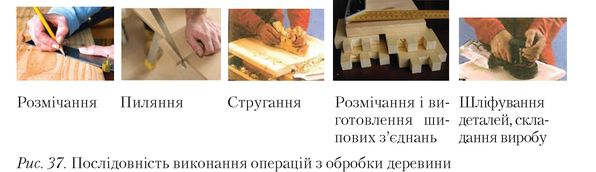 Розмічання
Пиляння
Стругання
Розмічання і ви-
готовлення ши-
пових з’єднань
Шліфування
деталей, скла-
дання виробу
Рис. 37. Послідовність виконання операцій з обробки деревини